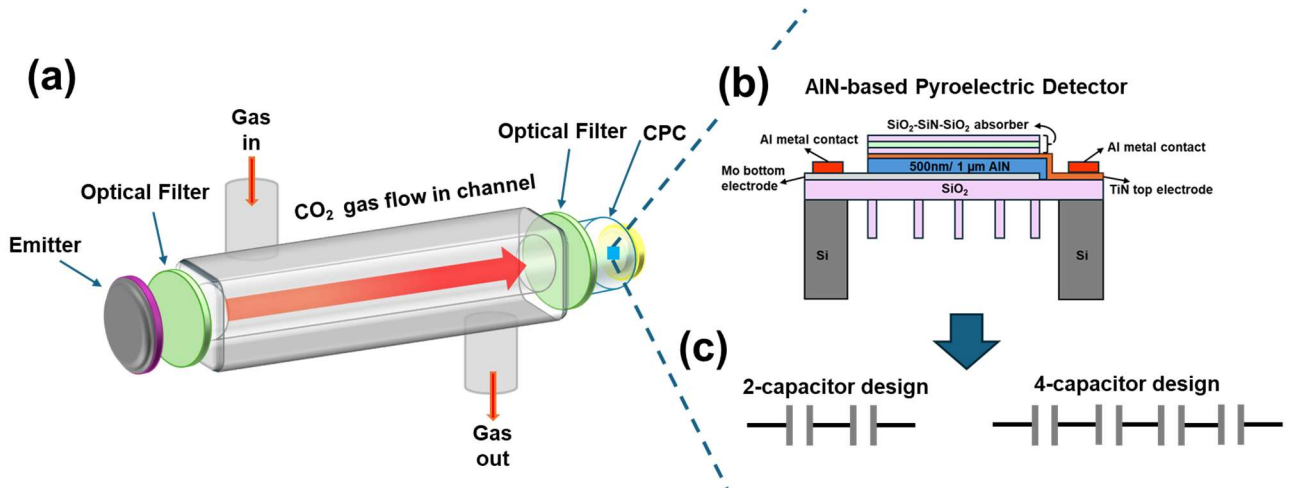 (a)
Gas
in
Optical Filter
CPC
Optical Filter
CO₂ gas flow in channel
Emitter
Gas
out
(b)
AlN-based Pyroelectric Detector
SiO₂-SiN-SiO₂ absorber
Al metal contact
Al metal contact
Mo bottom
electrode
500nm/ 1 µm AlN
SiO₂
TiN top electrode
Si
Si
(c)
2-capacitor design
4-capacitor design